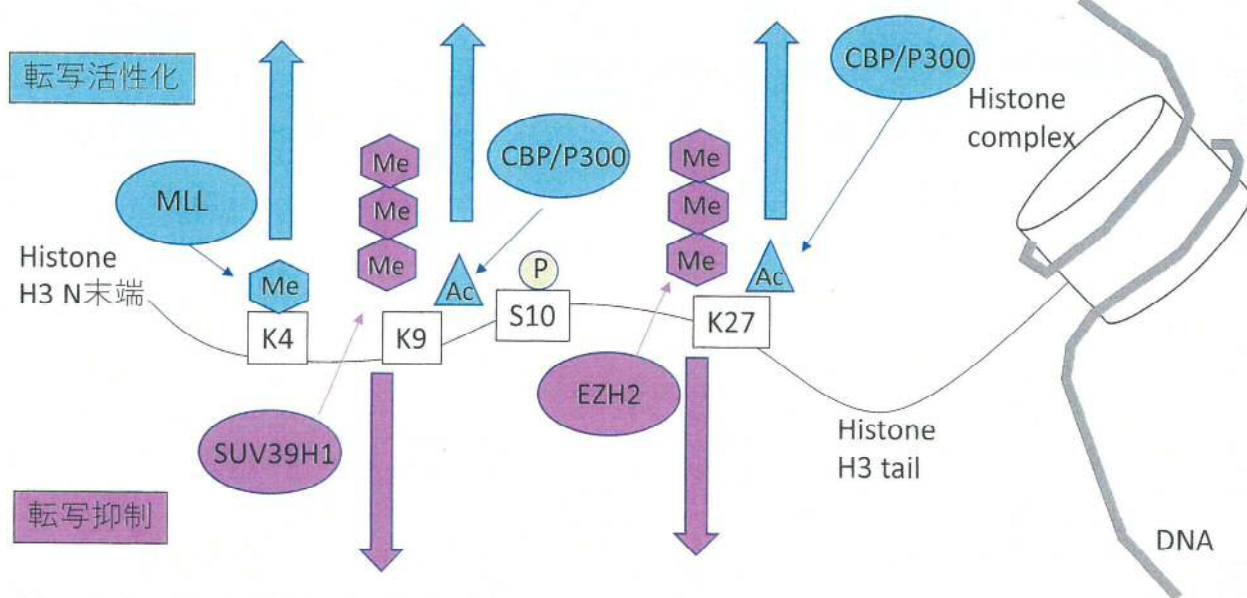 転写活性化
CBP/P300
Histone
complex
Me
Me
Me
CBP/P300
Me
Me
Me
MLL
Histone
H3 N末端
Me
Ac
P
Ac
K4
K9
S10
K27
SUV39H1
EZH2
Histone
H3 tail
転写抑制
DNA